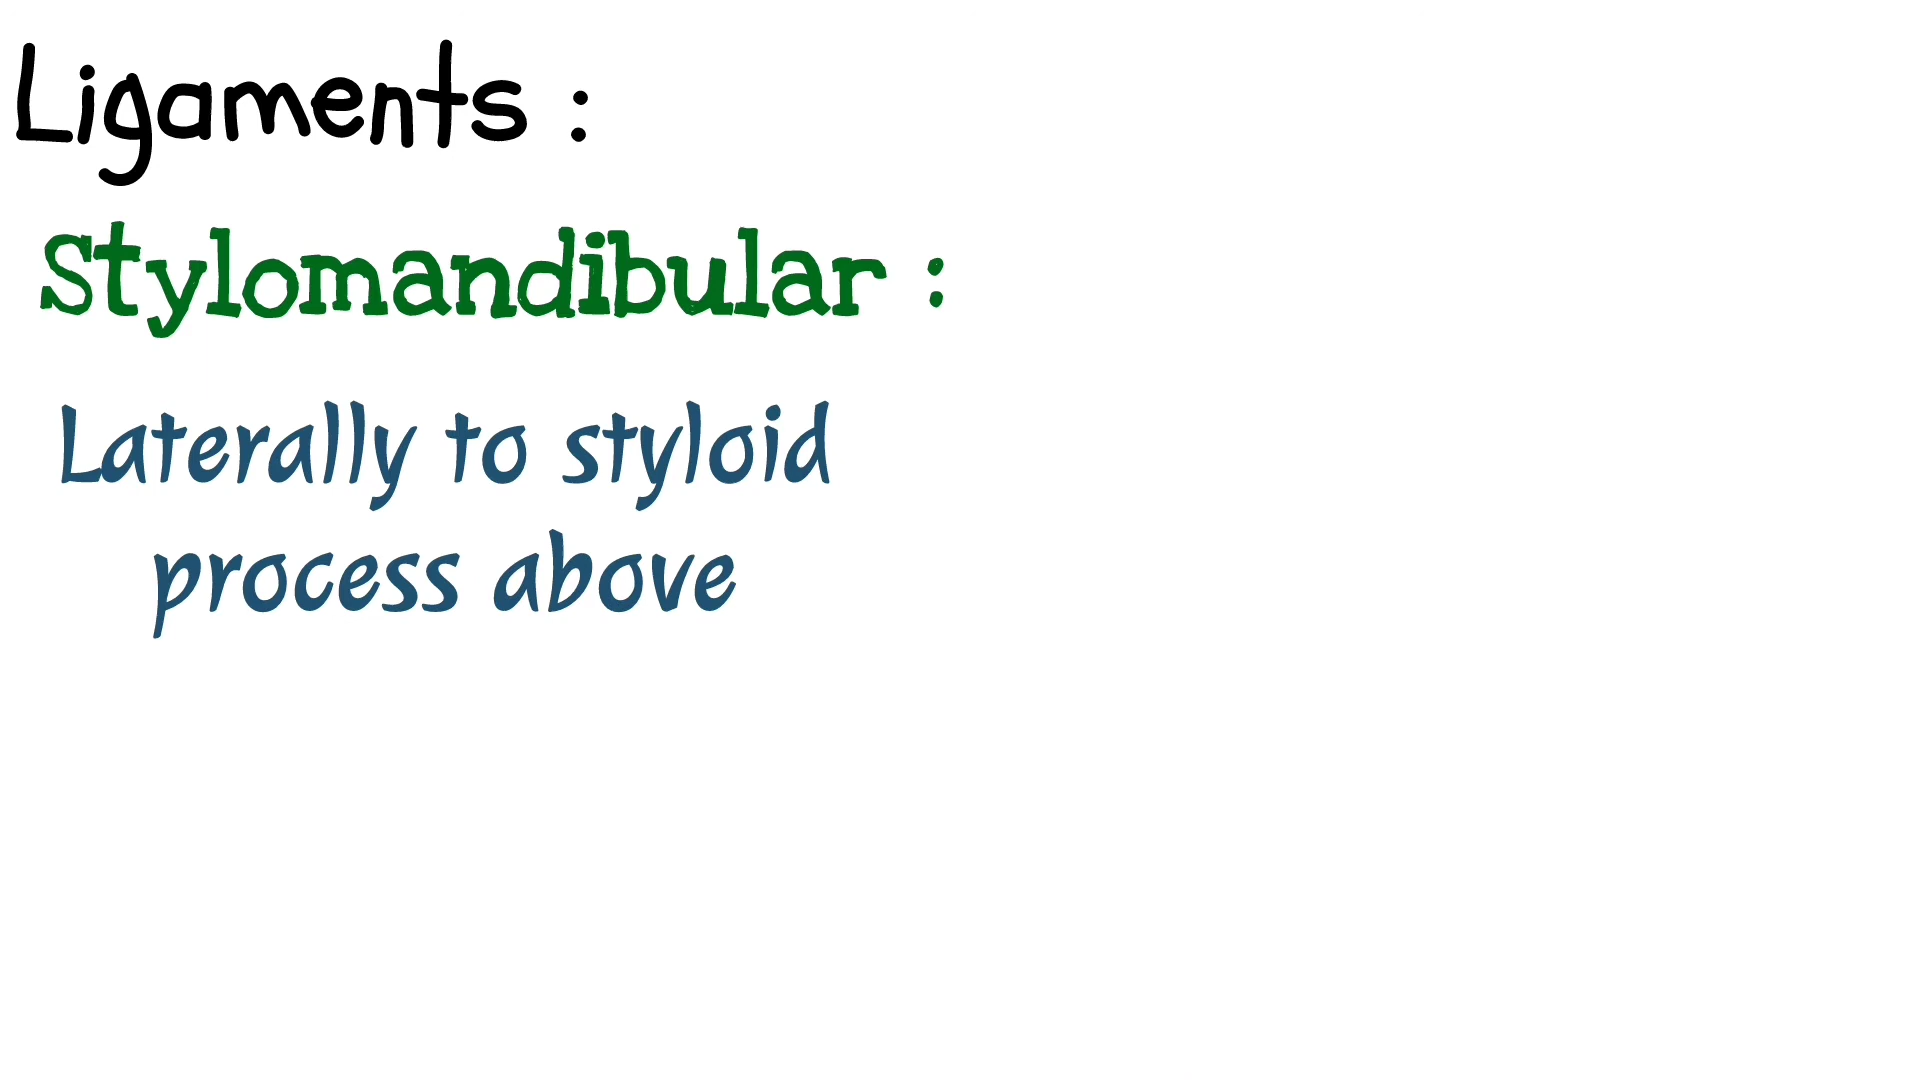 Ligaments :
Stylomandibular :
Laterally to styloid
process above